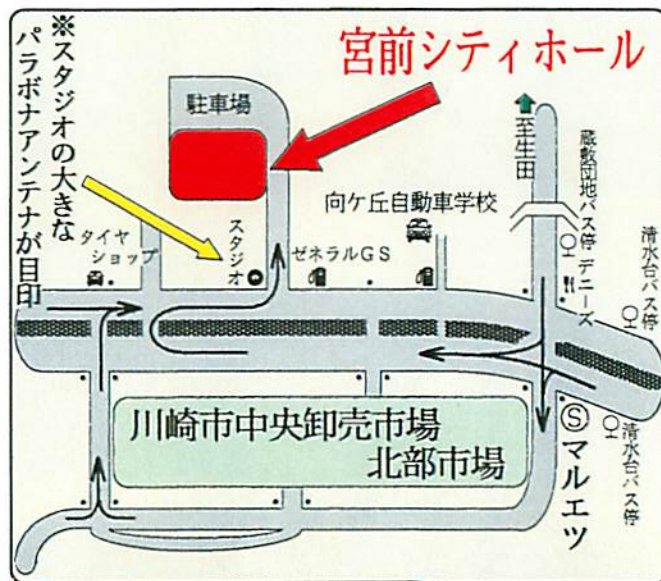 宮前シティホール
※スタジオの大きな
パラボナアンテナが目印
駐車場
至生田
蔵敷団地バス停
向ケ丘自動車学校
タイヤ
ショップ
スタジオ
ゼネラルGS
デニーズ
清水台バス停
川崎市中央卸売市場
北部市場
Ⓢマルエツ
清水台バス停